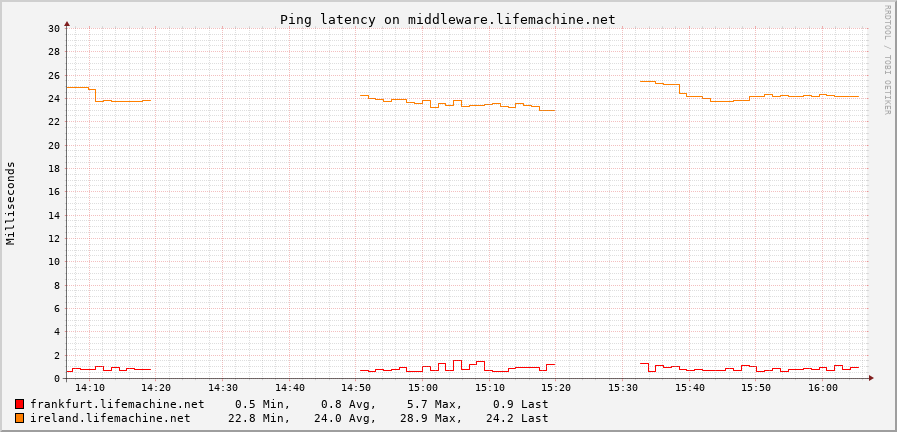 Ping latency on middleware.lifemachine.net
RRDTOOL / TOBI OETIKER
Milliseconds
30
28
26
24
22
20
18
16
14
12
10
8
6
4
2
0
14:10 14:20 14:30 14:40 14:50 15:00 15:10 15:20 15:30 15:40 15:50 16:00
frankfurt.lifemachine.net 0.5 Min, 0.8 Avg, 5.7 Max, 0.9 Last
ireland.lifemachine.net 22.8 Min, 24.0 Avg, 28.9 Max, 24.2 Last